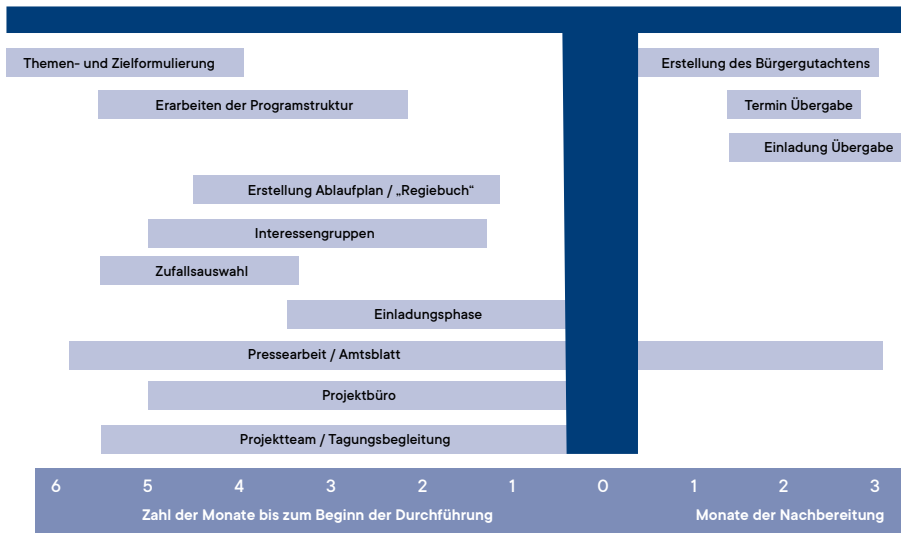 Themen- und Zielformulierung
Erstellung des Bürgergutachtens
Erarbeiten der Programstruktur
Termin Übergabe
Einladung Übergabe
Erstellung Ablaufplan / „Regiebuch“
Interessengruppen
Zufallsauswahl
Einladungsphase
Pressearbeit / Amtsblatt
Projektbüro
Projektteam / Tagungsbegleitung
6 5 4 3 2 1 0 1 2 3
Zahl der Monate bis zum Beginn der Durchführung
Monate der Nachbereitung